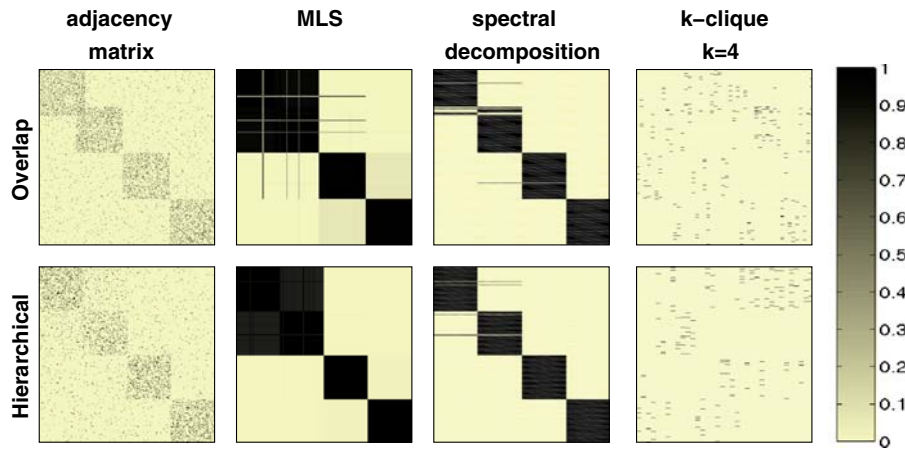 adjacency matrix
MLS
spectral decomposition
k−clique k=4
Overlap
Hierarchical
1
0.9
0.8
0.7
0.6
0.5
0.4
0.3
0.2
0.1
0